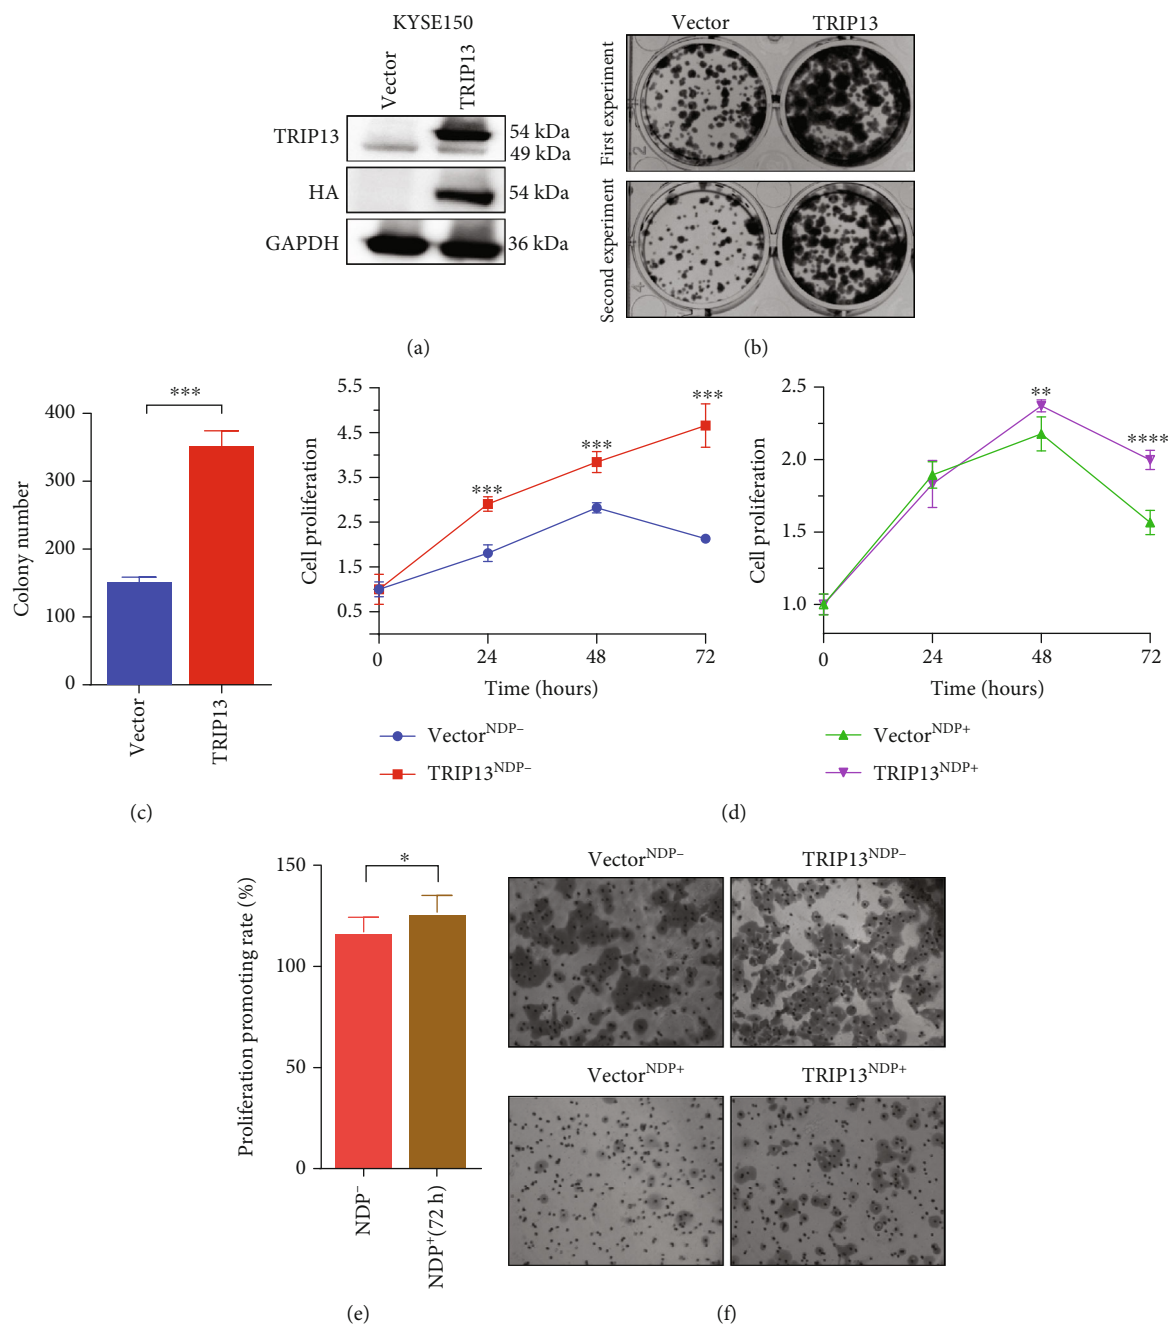 KYSE150
Vector
TRIP13
TRIP13
54 kDa
49 kDa
HA
54 kDa
GAPDH
36 kDa
(a)
Vector
TRIP13
First experiment
Second experiment
2
4
(b)
***
Colony number
400
300
200
100
0
Vector
TRIP13
(c)
Cell proliferation
5.5
4.5
3.5
2.5
1.5
0.5
***
***
***
0
24
48
72
Time (hours)
Vector^NDP−
TRIP13^NDP−
Cell proliferation
2.5
2.0
1.5
1.0
**
****
0
24
48
72
Time (hours)
Vector^NDP+
TRIP13^NDP+
(d)
Proliferation promoting rate (%)
150
100
50
0
*
NDP⁻
NDP⁺(72 h)
(e)
Vector^NDP−
TRIP13^NDP−
Vector^NDP+
TRIP13^NDP+
(f)